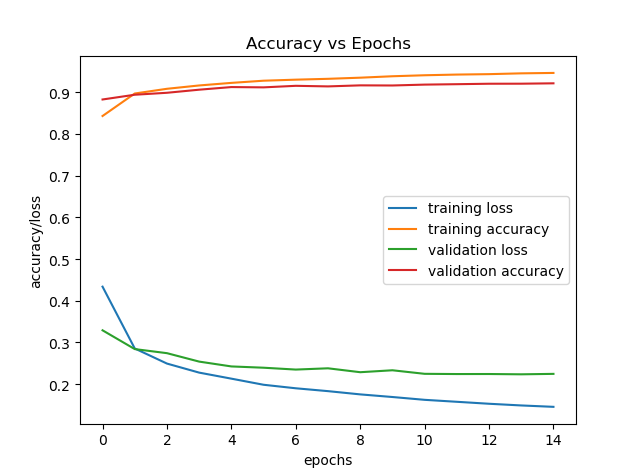 Accuracy vs Epochs
accuracy/loss
0.9
0.8
0.7
0.6
0.5
0.4
0.3
0.2
training loss
training accuracy
validation loss
validation accuracy
0 2 4 6 8 10 12 14
epochs